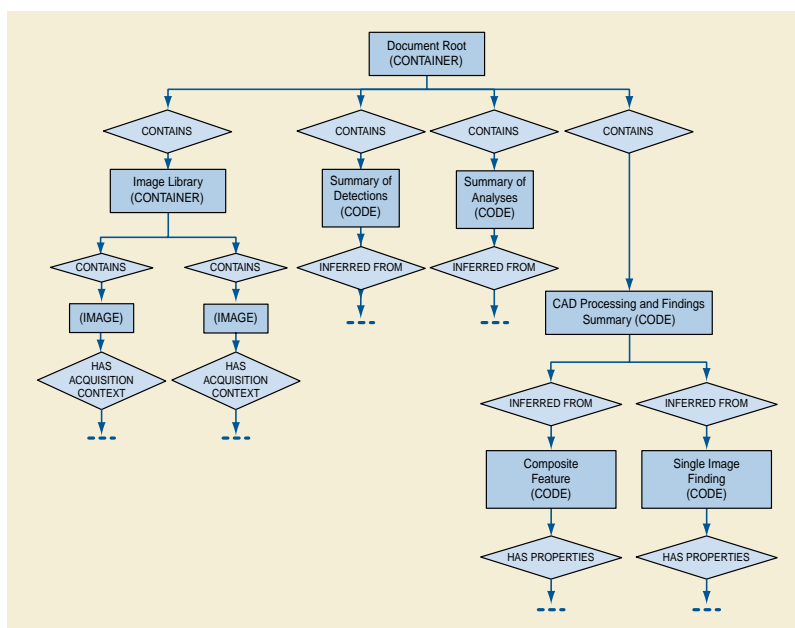 Document Root
(CONTAINER)
CONTAINS
CONTAINS
CONTAINS
CONTAINS
Image Library
(CONTAINER)
Summary of
Detections
(CODE)
Summary of
Analyses
(CODE)
CONTAINS
CONTAINS
INFERRED FROM
INFERRED FROM
(IMAGE)
(IMAGE)
CAD Processing and Findings
Summary (CODE)
HAS
ACQUISITION
CONTEXT
HAS
ACQUISITION
CONTEXT
INFERRED FROM
INFERRED FROM
Composite
Feature
(CODE)
Single Image
Finding
(CODE)
HAS PROPERTIES
HAS PROPERTIES